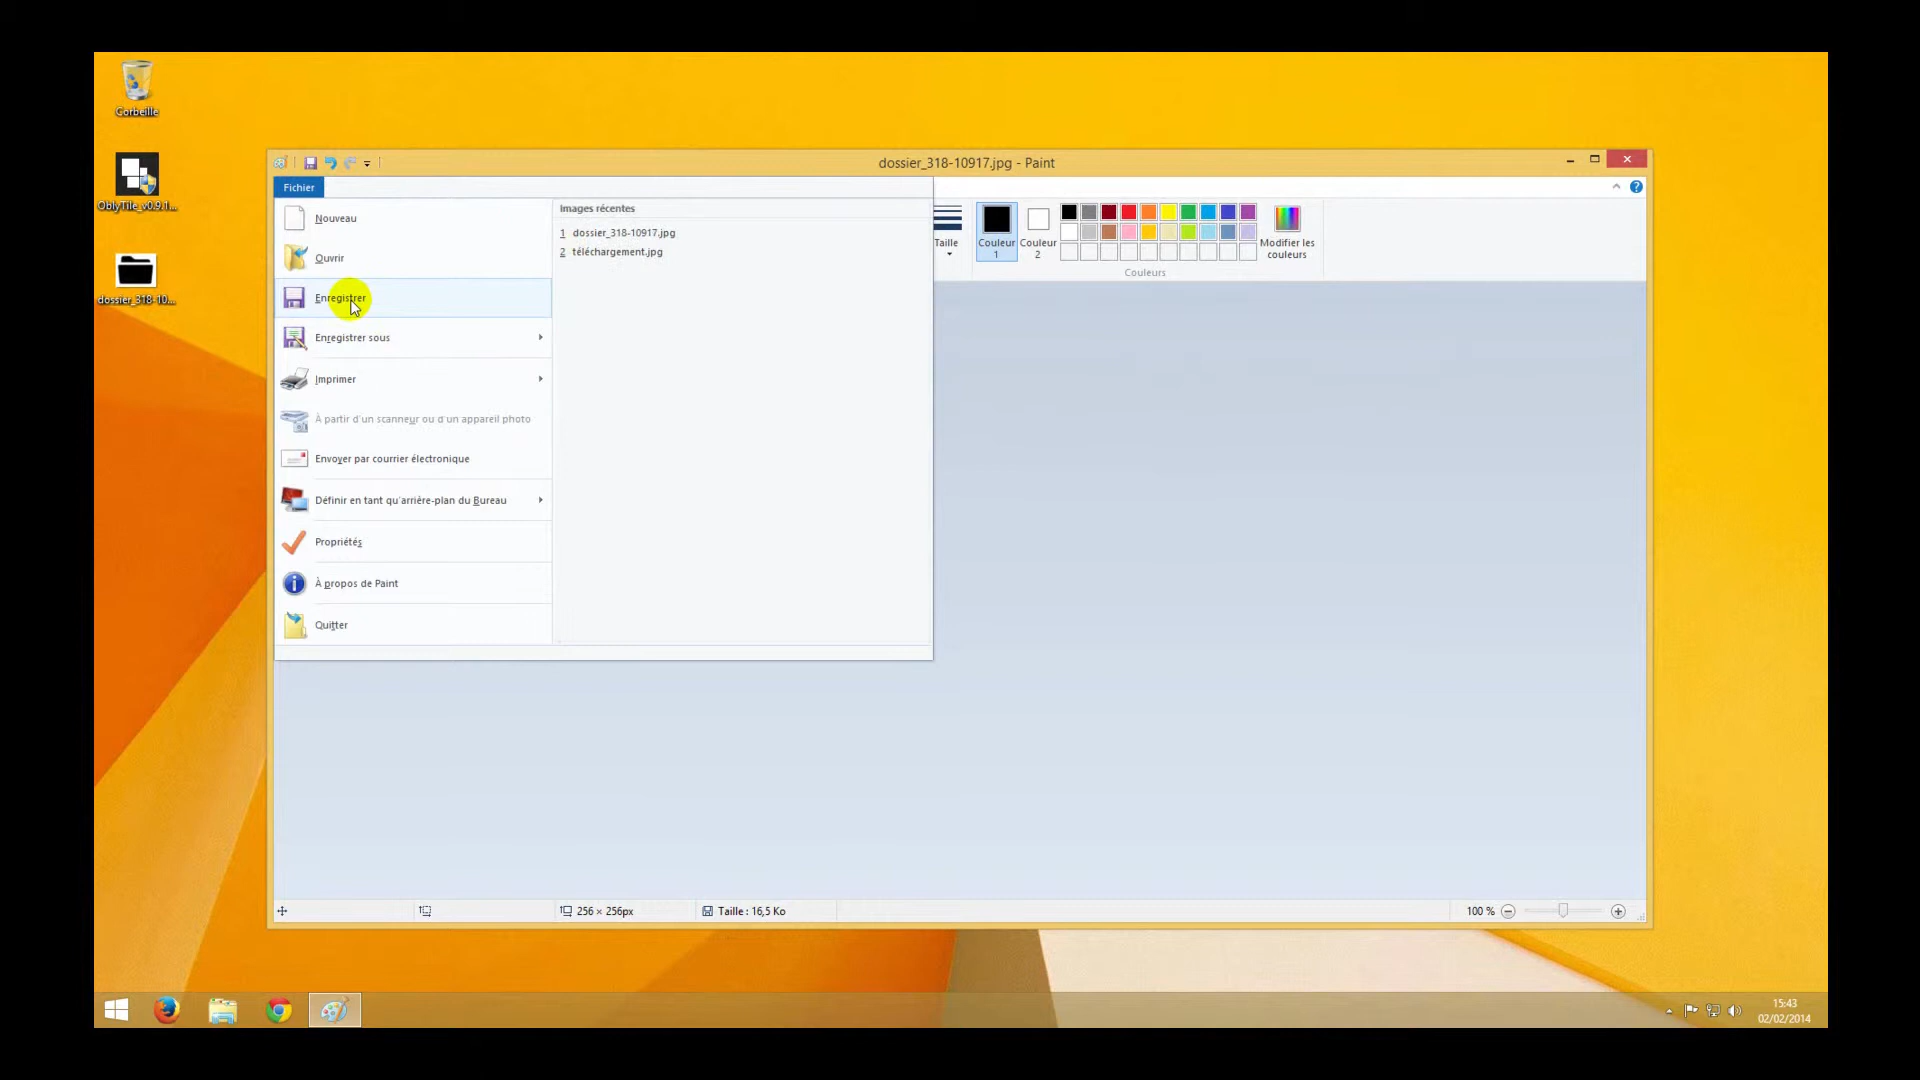 Corbeille
OblyTile_v0.9.1...
dossier_318-10...
dossier_318-10917.jpg - Paint
Fichier
Nouveau
Ouvrir
Enregistrer
Enregistrer sous
Imprimer
À partir d'un scanneur ou d'un appareil photo
Envoyer par courrier électronique
Définir en tant qu'arrière-plan du Bureau
Propriétés
À propos de Paint
Quitter
Images récentes
1 dossier_318-10917.jpg
2 téléchargement.jpg
Taille
Couleur
1
Couleur
2
Modifier les
couleurs
Couleurs
256 × 256px
Taille : 16,5 Ko
100 %
15:43
02/02/2014